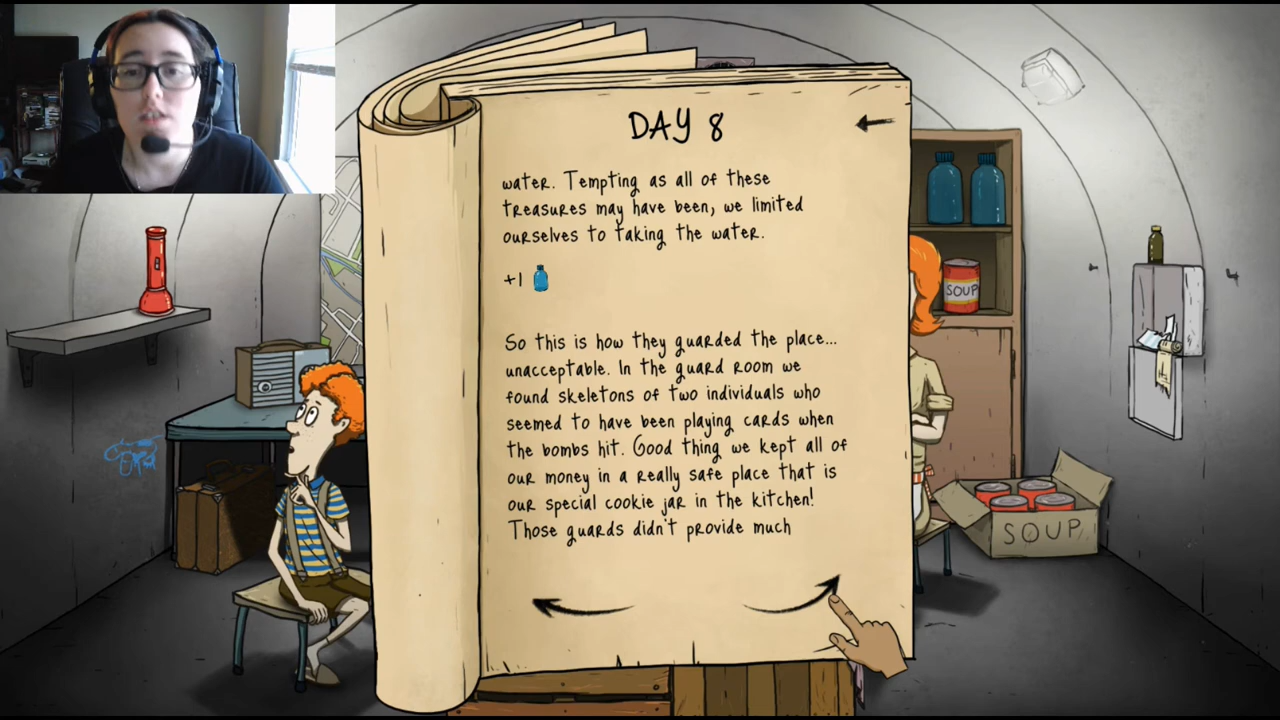 DAY 8
water. Tempting as all of these
treasures may have been, we limited
ourselves to taking the water.
+1
So this is how they guarded the place...
unacceptable. In the guard room we
found skeletons of two individuals who
seemed to have been playing cards when
the bombs hit. Good thing we kept all of
our money in a really safe place that is
our special cookie jar in the kitchen!
Those guards didn't provide much
SOUP
SOUP